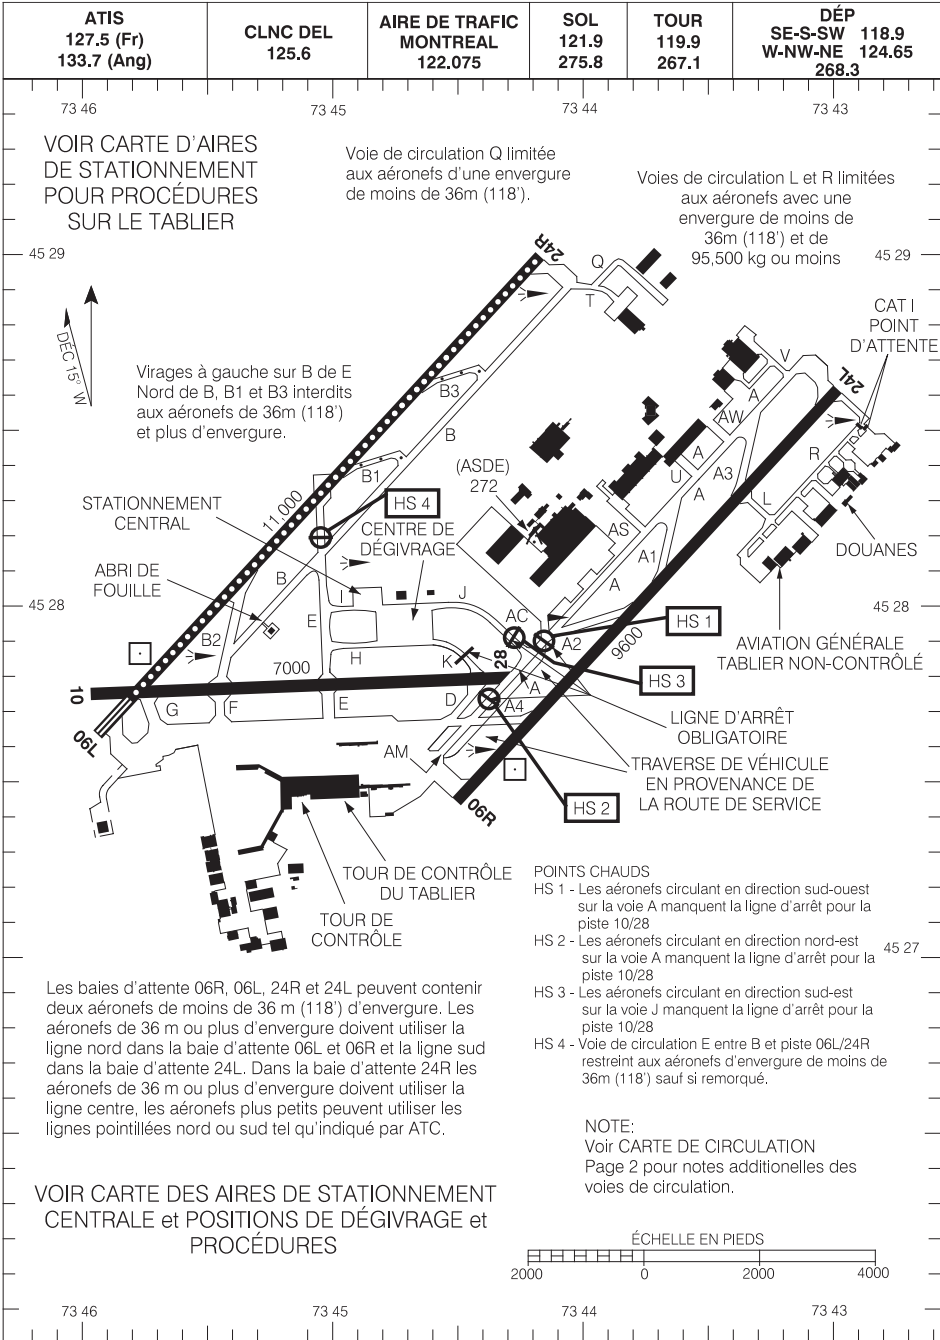 ATIS
127.5 (Fr)
133.7 (Ang)
CLNC DEL
125.6
AIRE DE TRAFIC
MONTREAL
122.075
SOL
121.9
275.8
TOUR
119.9
267.1
DÉP
SE-S-SW 118.9
W-NW-NE 124.65
268.3
73 46
73 45
73 44
73 43
VOIR CARTE D'AIRES
DE STATIONNEMENT
POUR PROCÉDURES
SUR LE TABLIER
Voie de circulation Q limitée
aux aéronefs d'une envergure
de moins de 36m (118').
Voies de circulation L et R limitées
aux aéronefs avec une
envergure de moins de
36m (118') et de
95,500 kg ou moins
45 29
45 29
24R
Q
T
DÉC 15° W
CAT I
POINT
D'ATTENTE
V
24L
Virages à gauche sur B de E
Nord de B, B1 et B3 interdits
aux aéronefs de 36m (118')
et plus d'envergure.
B3
B
A
AW
A
U
A3
A
R
L
(ASDE)
272
B1
11,000
HS 4
STATIONNEMENT
CENTRAL
CENTRE DE
DÉGIVRAGE
AS
A1
A
DOUANES
ABRI DE
FOUILLE
B
I
J
E
AC
45 28
45 28
HS 1
A2
9600
AVIATION GÉNÉRALE
TABLIER NON-CONTRÔLÉ
B2
H
K
28
7000
HS 3
10
G
F
E
D
A
A4
LIGNE D'ARRÊT
OBLIGATOIRE
06L
AM
TRAVERSE DE VÉHICULE
EN PROVENANCE DE
LA ROUTE DE SERVICE
06R
HS 2
TOUR DE CONTRÔLE
DU TABLIER
TOUR DE
CONTRÔLE
POINTS CHAUDS
HS 1 - Les aéronefs circulant en direction sud-ouest
sur la voie A manquent la ligne d'arrêt pour la
piste 10/28
HS 2 - Les aéronefs circulant en direction nord-est
sur la voie A manquent la ligne d'arrêt pour la
piste 10/28
45 27
HS 3 - Les aéronefs circulant en direction sud-est
sur la voie J manquent la ligne d'arrêt pour la
piste 10/28
HS 4 - Voie de circulation E entre B et piste 06L/24R
restreint aux aéronefs d'envergure de moins de
36m (118') sauf si remorqué.
Les baies d'attente 06R, 06L, 24R et 24L peuvent contenir
deux aéronefs de moins de 36 m (118') d'envergure. Les
aéronefs de 36 m ou plus d'envergure doivent utiliser la
ligne nord dans la baie d'attente 06L et 06R et la ligne sud
dans la baie d'attente 24L. Dans la baie d'attente 24R les
aéronefs de 36 m ou plus d'envergure doivent utiliser la
ligne centre, les aéronefs plus petits peuvent utiliser les
lignes pointillées nord ou sud tel qu'indiqué par ATC.
NOTE:
Voir CARTE DE CIRCULATION
Page 2 pour notes additionelles des
voies de circulation.
VOIR CARTE DES AIRES DE STATIONNEMENT
CENTRALE et POSITIONS DE DÉGIVRAGE et
PROCÉDURES
ÉCHELLE EN PIEDS
2000
0
2000
4000
73 46
73 45
73 44
73 43